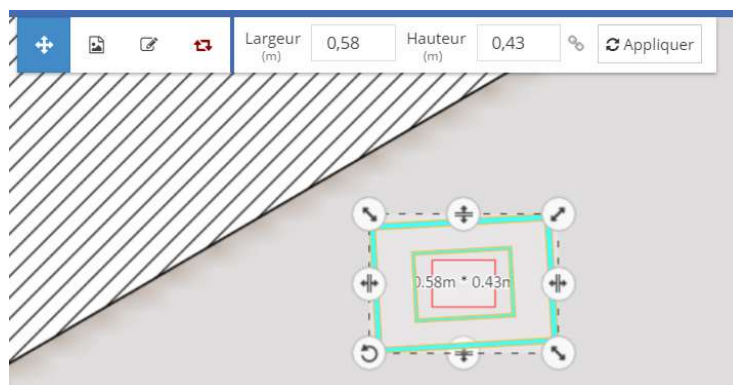 Largeur
(m)
0,58
Hauteur
(m)
0,43
Appliquer
0.58m * 0.43m